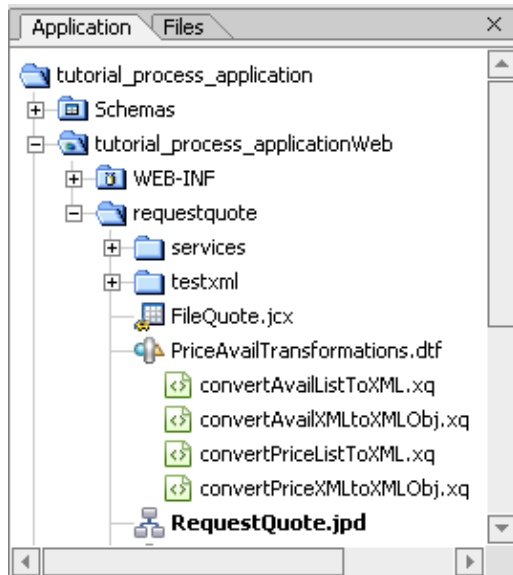 Application Files
tutorial_process_application
Schemas
tutorial_process_applicationWeb
WEB-INF
requestquote
services
testxml
FileQuote.jcx
PriceAvailTransformations.dtf
convertAvailListToXML.xq
convertAvailXMLtoXMLObj.xq
convertPriceListToXML.xq
convertPriceXMLtoXMLObj.xq
RequestQuote.jpd